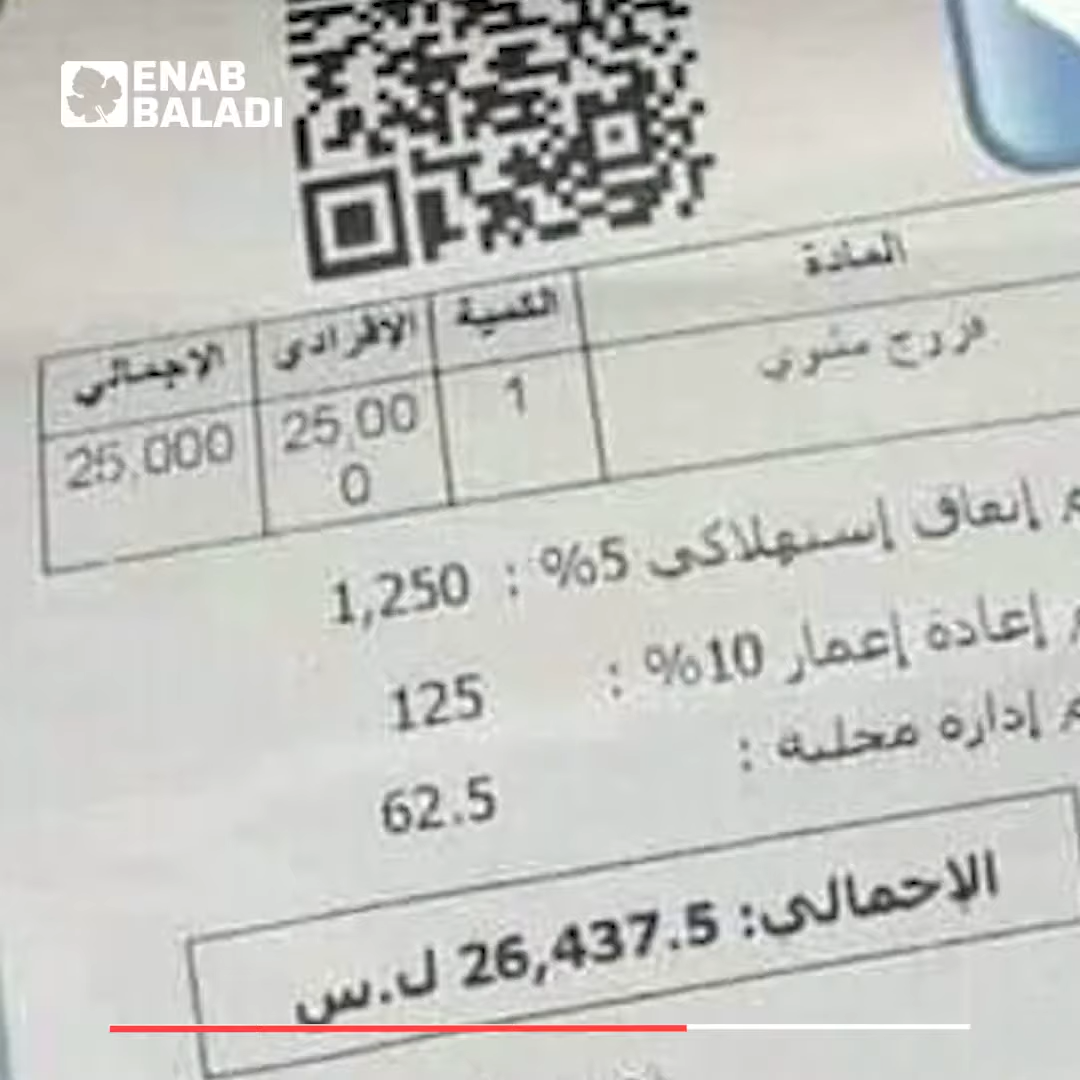 ENAB
BALADI
المادة الكمية الإفرادي الاجمالي
فروج مشوي 1 25,00 25.000
0
إنفاق إستهلاكي 5% : 1,250
إعادة إعمار 10% : 125
إداره محليه : 62.5
الإجمالي: 26,437.5 ل.س